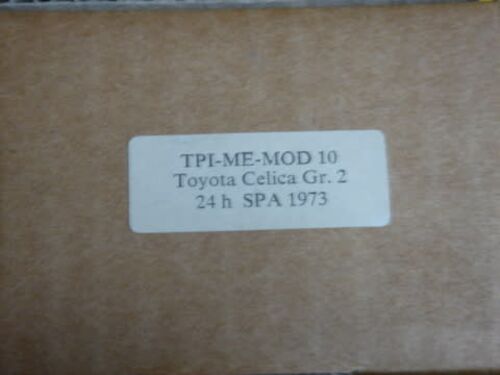 TPI-ME-MOD 10
Toyota Celica Gr. 2
24 h SPA 1973